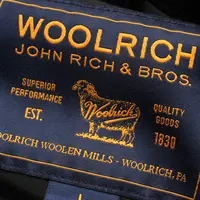 WOOLRICH
JOHN RICH & BROS.
SUPERIOR PERFORMANCE
EST.
Woolrich
QUALITY GOODS
1830
WOOLRICH WOOLEN MILLS - WOOLRICH, PA
L